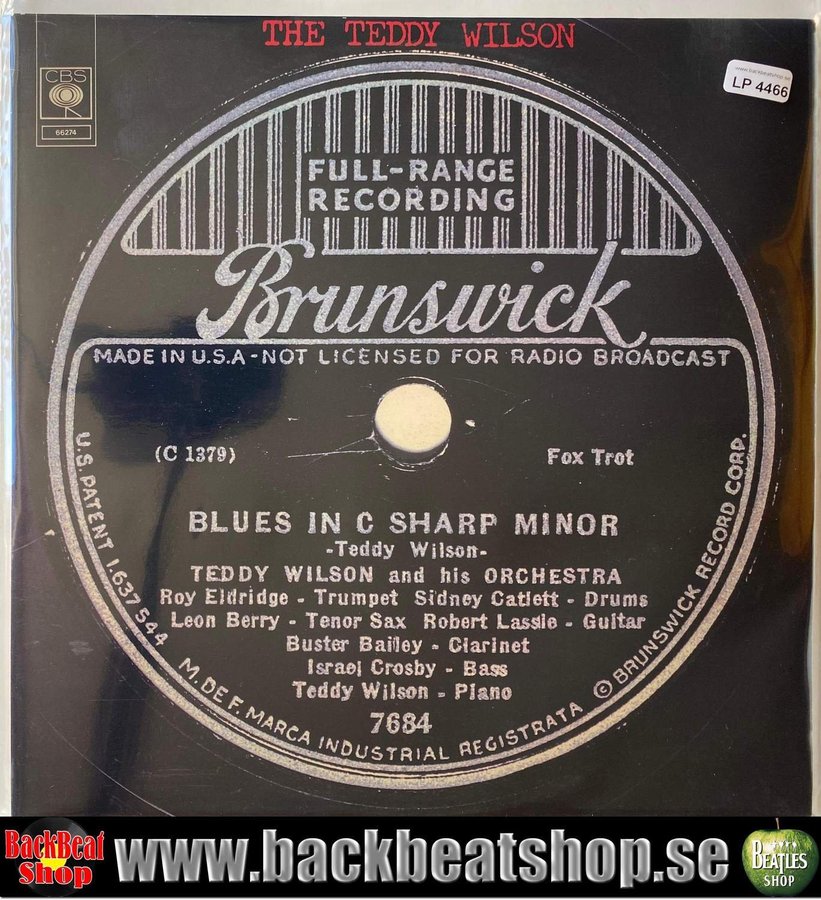 THE TEDDY WILSON
CBS
66274
www.backbeatshop.se
LP 4466
FULL-RANGE
RECORDING
Brunswick
MADE IN U.S.A-NOT LICENSED FOR RADIO BROADCAST
(C 1379)
Fox Trot
BLUES IN C SHARP MINOR
-Teddy Wilson-
TEDDY WILSON and his ORCHESTRA
Roy Eldridge - Trumpet Sidney Catlett - Drums
Leon Berry - Tenor Sax Robert Lassie - Guitar
Buster Bailey - Clarinet
Israel Crosby - Bass
Teddy Wilson - Piano
7684
U.S. PATENT 1.637 544
M. DE F. MARCA INDUSTRIAL REGISTRATA
© BRUNSWICK RECORD CORP.
BackBeat
Shop
www.backbeatshop.se
BEATLES
SHOP